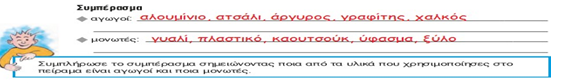 Συμπέρασμα
αγωγοί: αλουμίνιο, ατσάλι, άργυρος, γραφίτης, χαλκός
μονωτές: γυαλί, πλαστικό, καουτσούκ, ύφασμα, ξύλο
Συμπλήρωσε το συμπέρασμα σημειώνοντας ποια από τα υλικά που χρησιμοποίησες στο
πείραμα είναι αγωγοί και ποια μονωτές.